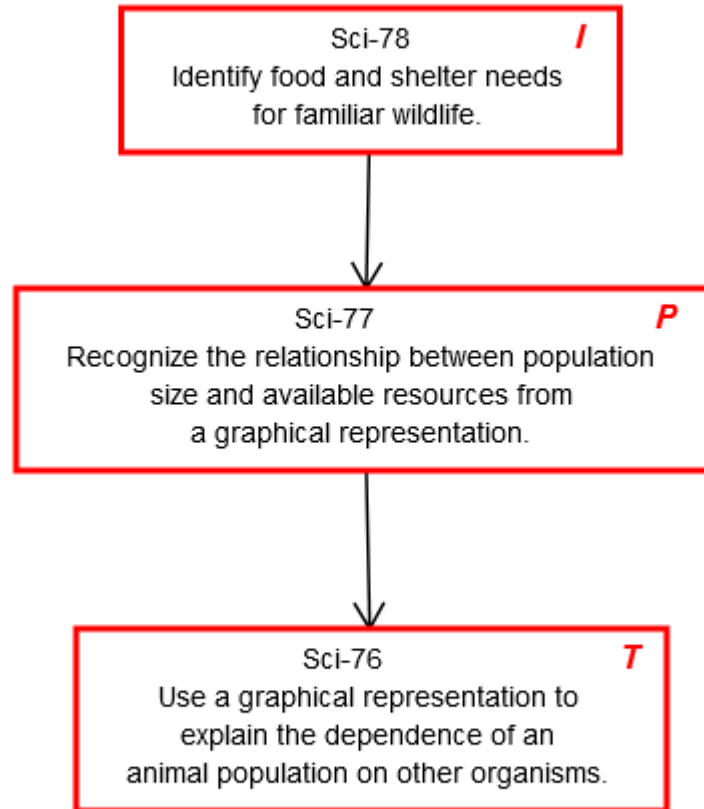 Sci-78 I
Identify food and shelter needs
for familiar wildlife.
Sci-77 P
Recognize the relationship between population
size and available resources from
a graphical representation.
Sci-76 T
Use a graphical representation to
explain the dependence of an
animal population on other organisms.